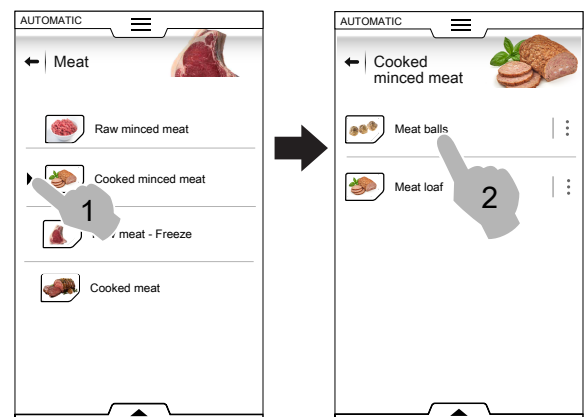 AUTOMATIC
Meat
Raw minced meat
Cooked minced meat
1
meat - Freeze
Cooked meat
AUTOMATIC
Cooked
minced meat
Meat balls
2
Meat loaf